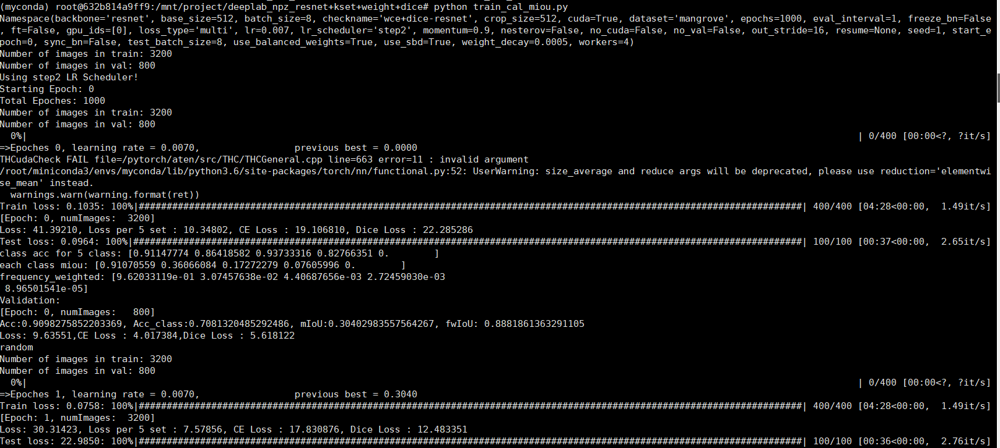 (myconda) root@632b814a9ff9:/mnt/project/deeplab_npz_resnet+kset+weight+dice# python train_cal_miou.py
Namespace(backbone='resnet', base_size=512, batch_size=8, checkname='wce+dice-resnet', crop_size=512, cuda=True, dataset='mangrove', epochs=1000, eval_interval=1, freeze_bn=False
, ft=False, gpu_ids=[0], loss_type='multi', lr=0.007, lr_scheduler='step2', momentum=0.9, nesterov=False, no_cuda=False, no_val=False, out_stride=16, resume=None, seed=1, start_e
poch=0, sync_bn=False, test_batch_size=8, use_balanced_weights=True, use_sbd=True, weight_decay=0.0005, workers=4)
Number of images in train: 3200
Number of images in val: 800
Using step2 LR Scheduler!
Starting Epoch: 0
Total Epoches: 1000
Number of images in train: 3200
Number of images in val: 800
  0%|                                                                                                                                                     | 0/400 [00:00<?, ?it/s]
=>Epoches 0, learning rate = 0.0070,                 previous best = 0.0000
THCudaCheck FAIL file=/pytorch/aten/src/THC/THCGeneral.cpp line=663 error=11 : invalid argument
/root/miniconda3/envs/myconda/lib/python3.6/site-packages/torch/nn/functional.py:52: UserWarning: size_average and reduce args will be deprecated, please use reduction='elementwi
se_mean' instead.
  warnings.warn(warning.format(ret))
Train loss: 0.1035: 100%|#######################################################################################################################| 400/400 [04:28<00:00,  1.49it/s]
[Epoch: 0, numImages:  3200]
Loss: 41.39210, Loss per 5 set : 10.34802, CE Loss : 19.106810, Dice Loss : 22.285286
Test loss: 0.0964: 100%|########################################################################################################################| 100/100 [00:37<00:00,  2.65it/s]
class acc for 5 class: [0.91147774 0.86418582 0.93733316 0.82766351 0.        ]
each class miou: [0.91070559 0.36066084 0.17272279 0.07605996 0.        ]
frequency_weighted: [9.62033119e-01 3.07457638e-02 4.40687656e-03 2.72459030e-03
 8.96501541e-05]
Validation:
[Epoch: 0, numImages:   800]
Acc:0.9098275852203369, Acc_class:0.7081320485292486, mIoU:0.30402983557564267, fwIoU: 0.8881861363291105
Loss: 9.63551,CE Loss : 4.017384,Dice Loss : 5.618122
random
Number of images in train: 3200
Number of images in val: 800
  0%|                                                                                                                                                     | 0/400 [00:00<?, ?it/s]
=>Epoches 1, learning rate = 0.0070,                 previous best = 0.3040
Train loss: 0.0758: 100%|#######################################################################################################################| 400/400 [04:28<00:00,  1.49it/s]
[Epoch: 1, numImages:  3200]
Loss: 30.31423, Loss per 5 set : 7.57856, CE Loss : 17.830876, Dice Loss : 12.483351
Test loss: 22.9850: 100%|#######################################################################################################################| 100/100 [00:36<00:00,  2.76it/s]